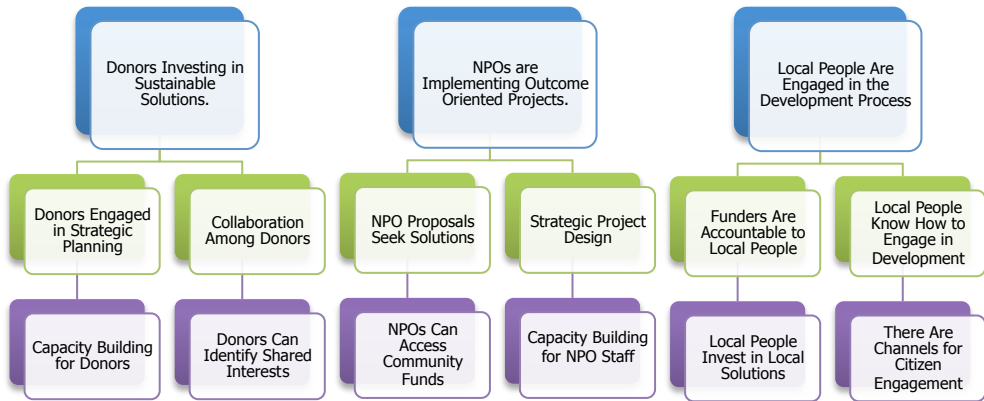 Donors Investing in
Sustainable
Solutions.
NPOs are
Implementing Outcome
Oriented Projects.
Local People Are
Engaged in the
Development Process
Donors Engaged
in Strategic
Planning
Collaboration
Among Donors
NPO Proposals
Seek Solutions
Strategic Project
Design
Funders Are
Accountable to
Local People
Local People
Know How to
Engage in
Development
Capacity Building
for Donors
Donors Can
Identify Shared
Interests
NPOs Can
Access
Community
Funds
Capacity Building
for NPO Staff
Local People
Invest in Local
Solutions
There Are
Channels for
Citizen
Engagement